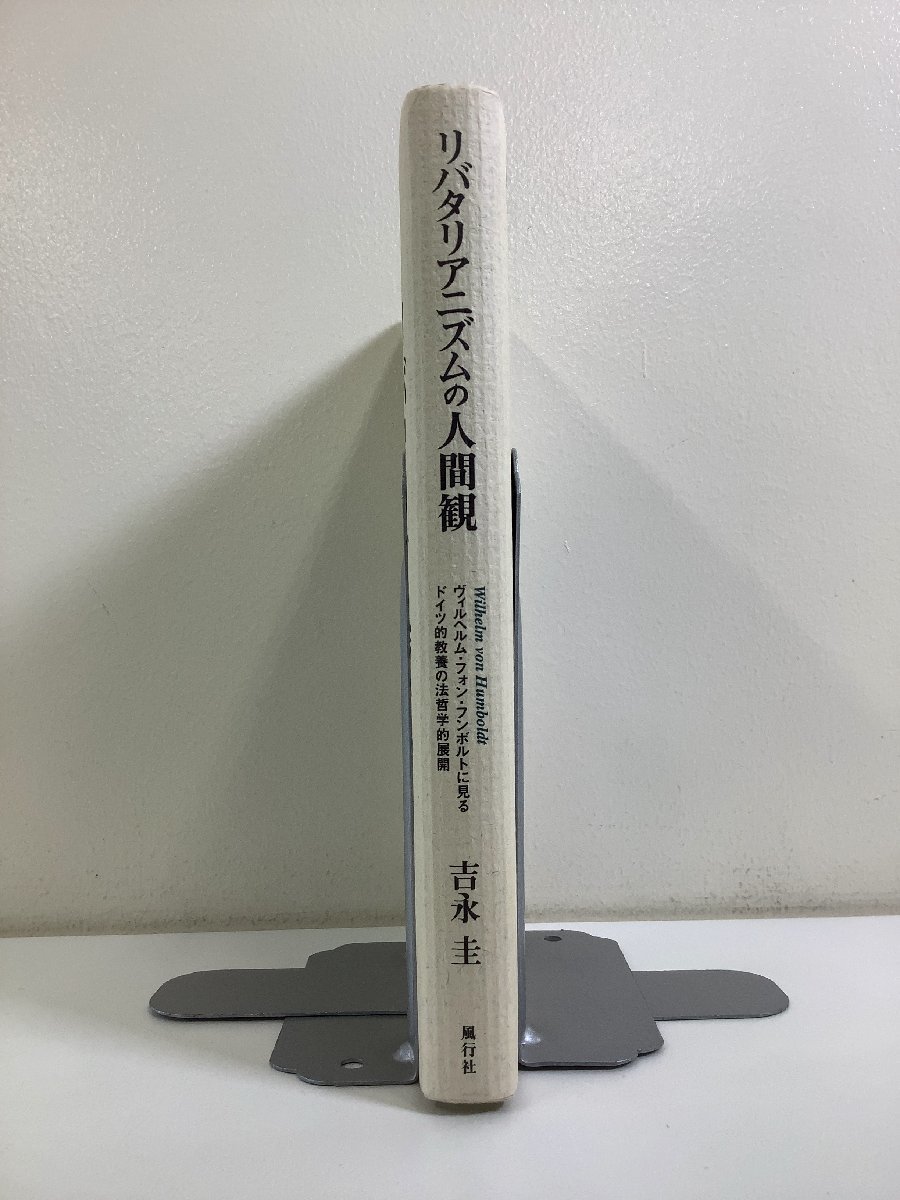 リバタリアニズムの人間観
Wilhelm von Humboldt
ヴィルヘルム・フォン・フンボルトに見る
ドイツ的教養の法哲学的展開
吉永 圭
風行社